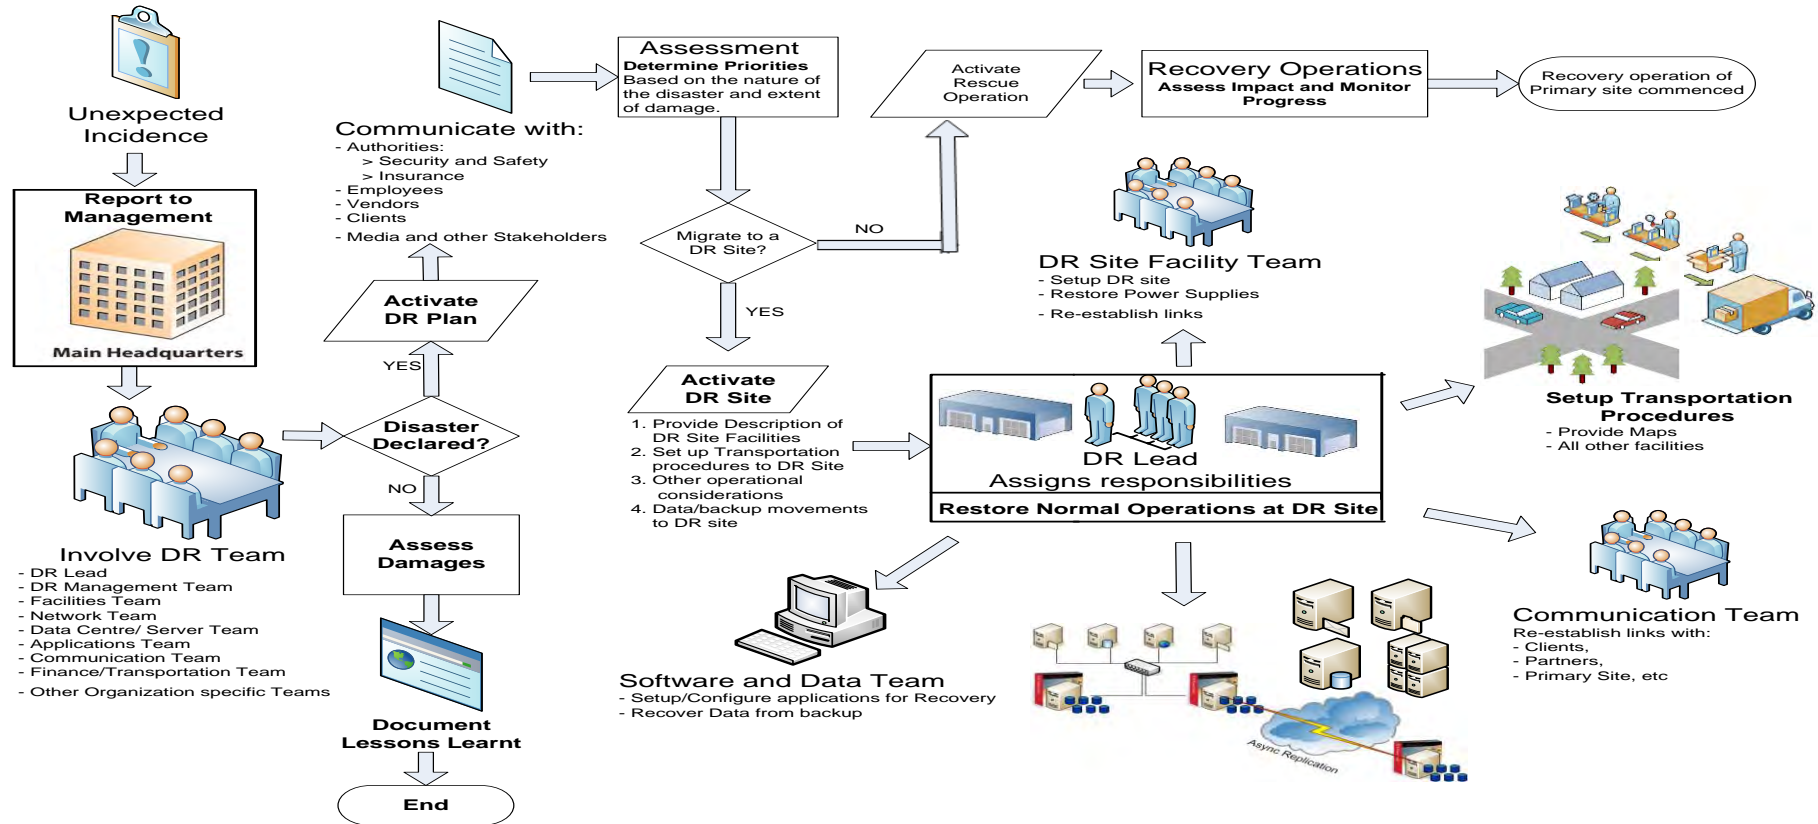 Unexpected
Incidence
Report to
Management
Main Headquarters
Involve DR Team
- DR Lead
- DR Management Team
- Facilities Team
- Network Team
- Data Centre/ Server Team
- Applications Team
- Communication Team
- Finance/Transportation Team
- Other Organization specific Teams
Disaster
Declared?
YES
Activate
DR Plan
NO
Assess
Damages
Document
Lessons Learnt
End
Communicate with:
- Authorities:
> Security and Safety
> Insurance
- Employees
- Vendors
- Clients
- Media and other Stakeholders
Assessment
Determine Priorities
Based on the nature of
the disaster and extent
of damage.
Migrate to a
DR Site?
NO
Activate
Rescue
Operation
Recovery Operations
Assess Impact and Monitor
Progress
Recovery operation of
Primary site commenced
YES
Activate
DR Site
1. Provide Description of
DR Site Facilities
2. Set up Transportation
procedures to DR Site
3. Other operational
considerations
4. Data/backup movements
to DR site
DR Lead
Assigns responsibilities
Restore Normal Operations at DR Site
DR Site Facility Team
- Setup DR site
- Restore Power Supplies
- Re-establish links
Setup Transportation
Procedures
- Provide Maps
- All other facilities
Communication Team
Re-establish links with:
- Clients,
- Partners,
- Primary Site, etc
Software and Data Team
- Setup/Configure applications for Recovery
- Recover Data from backup
Async Replication